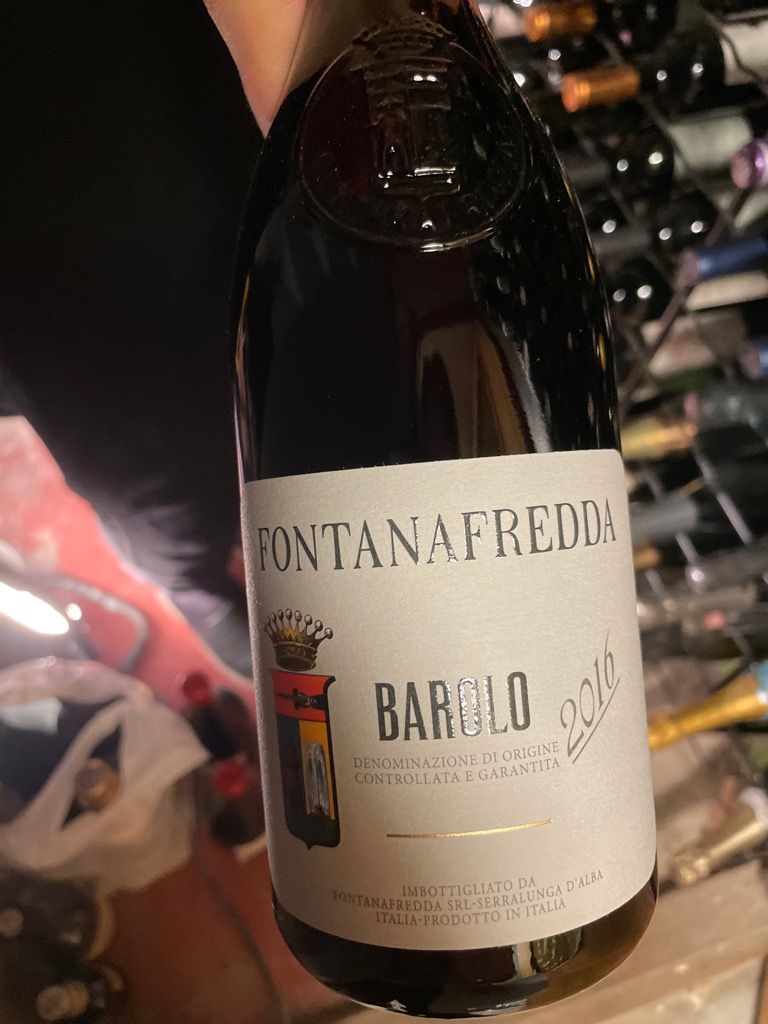 FONTANAFREDDA
BAROLO
2016
DENOMINAZIONE DI ORIGINE
CONTROLLATA E GARANTITA
IMBOTTIGLIATO DA
FONTANAFREDDA SRL-SERRALUNGA D'ALBA
ITALIA-PRODOTTO IN ITALIA